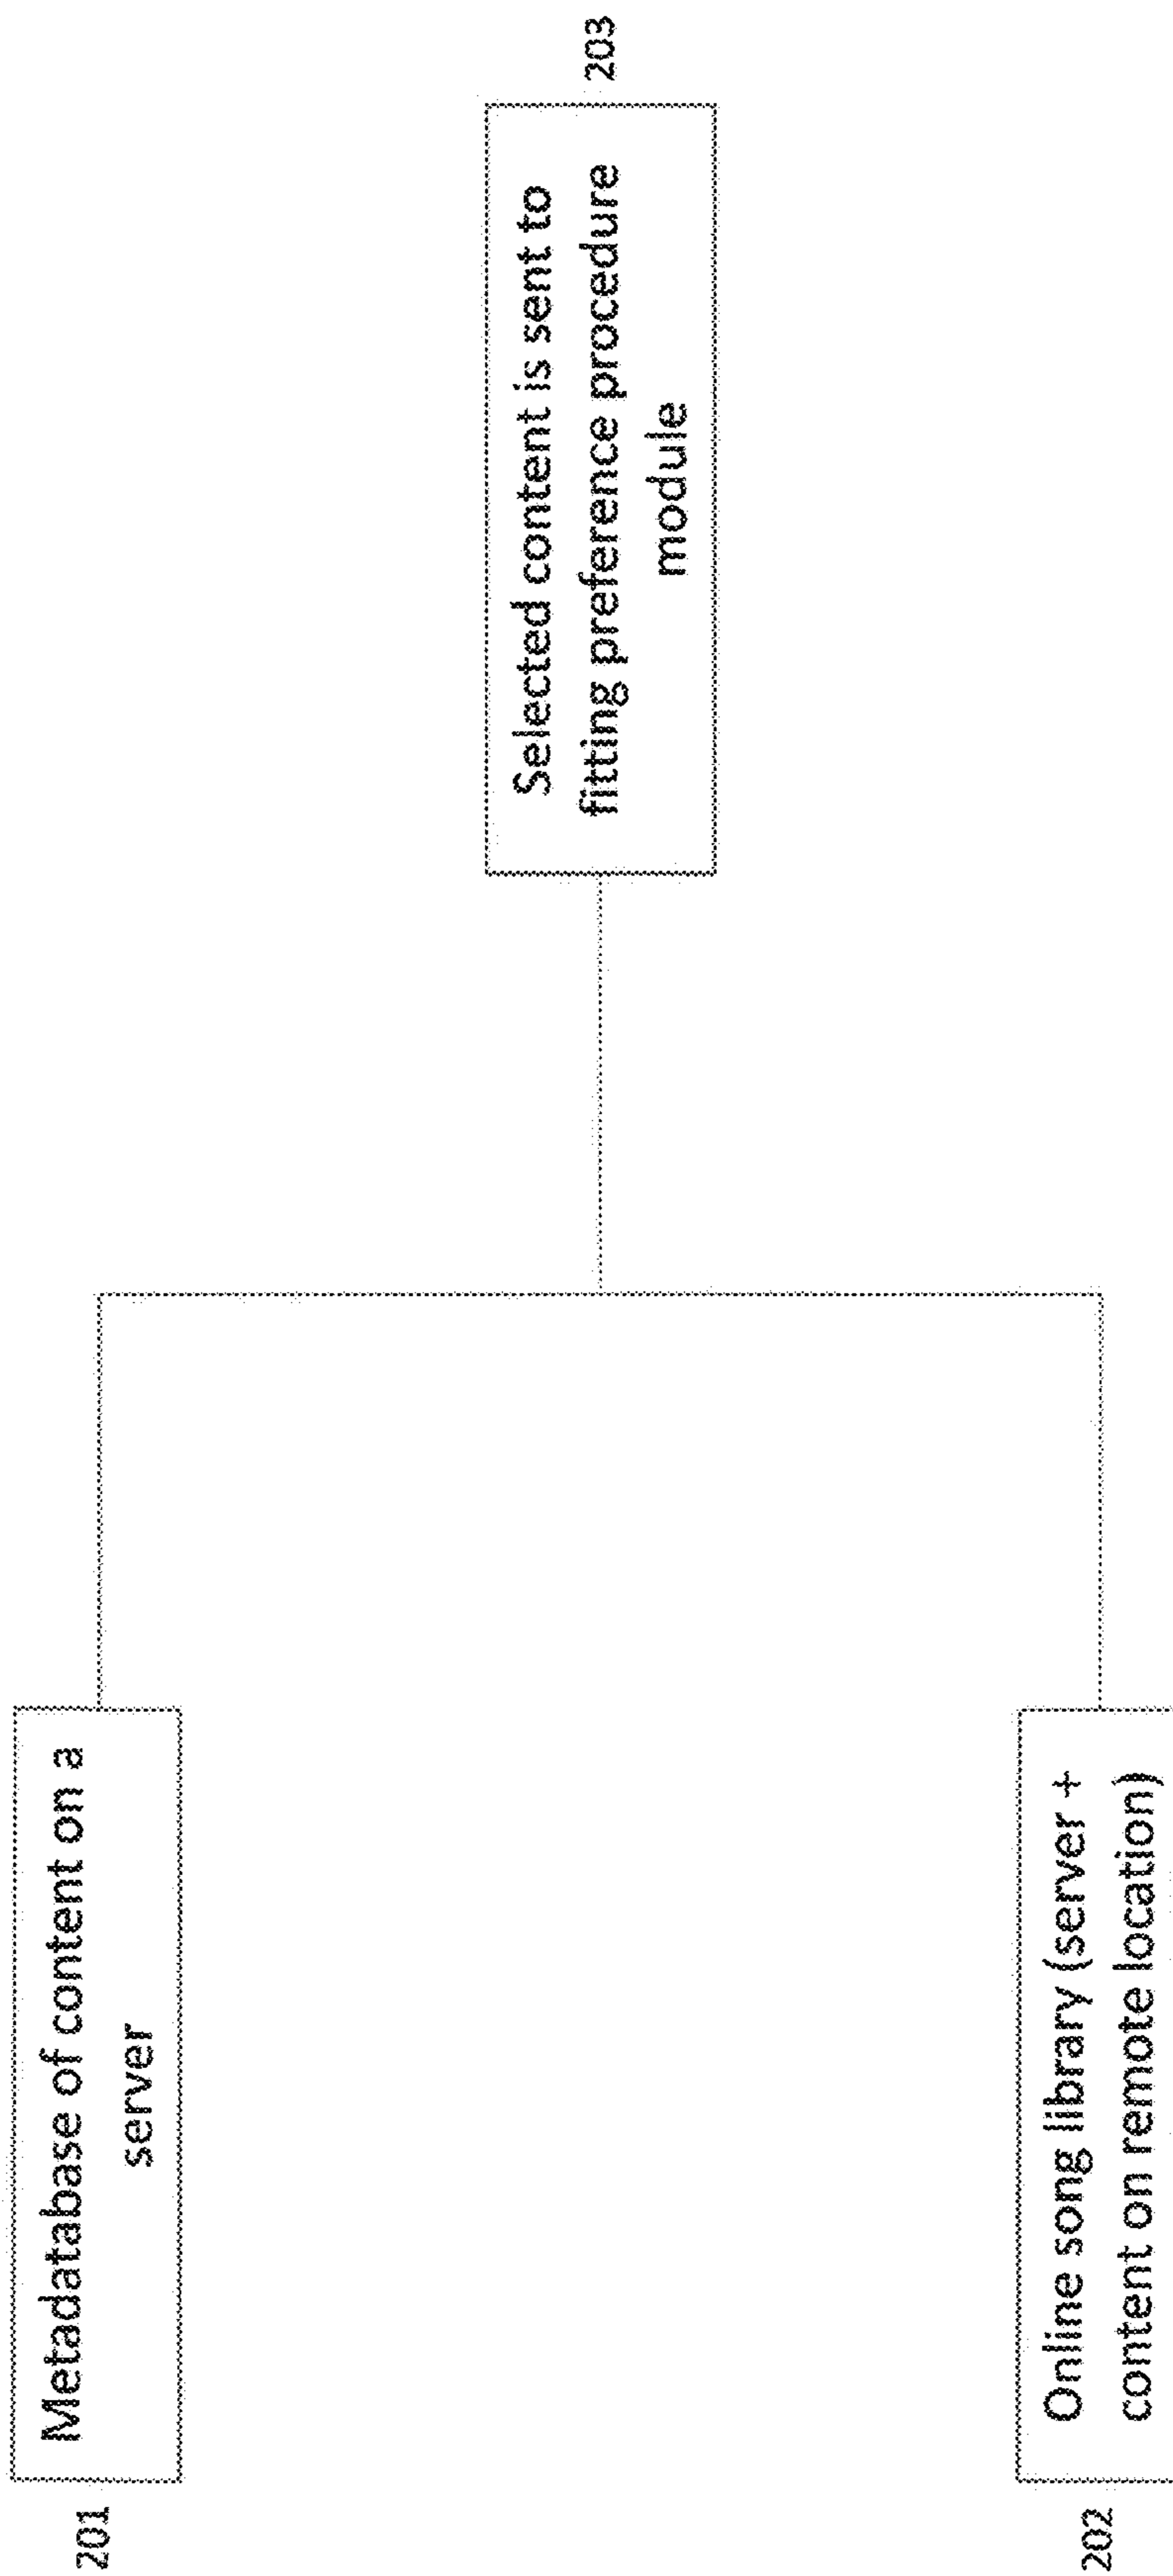 201
Metadatabase of content on a
server
202
Online song library (server +
content on remote location)
Selected content is sent to
fitting preference procedure
module
203